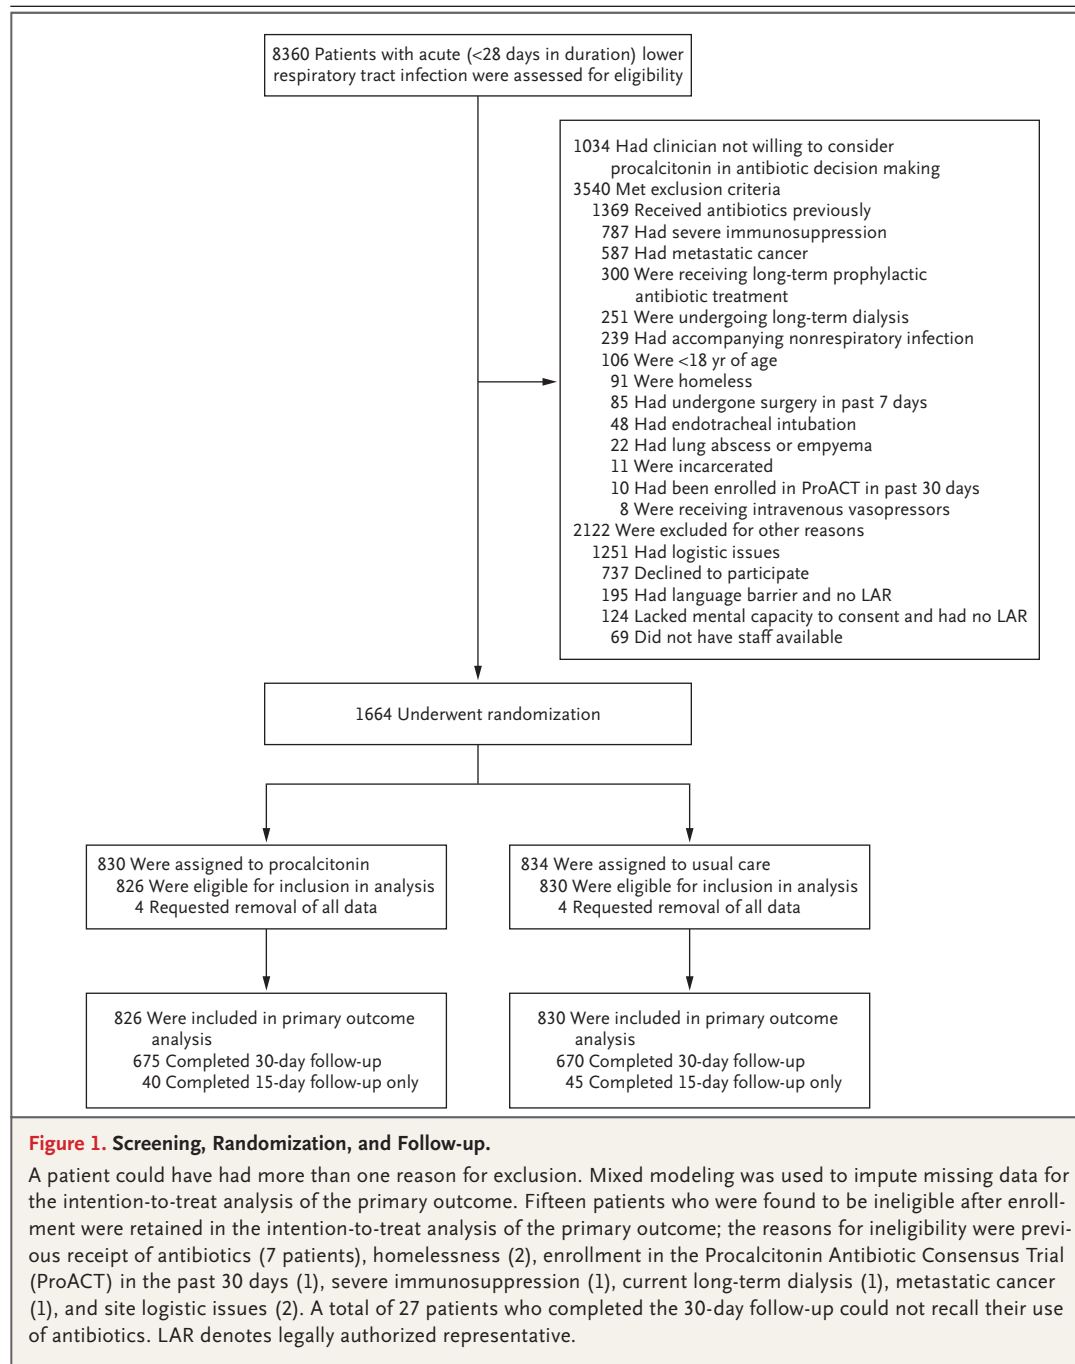 8360 Patients with acute (<28 days in duration) lower
respiratory tract infection were assessed for eligibility
1034 Had clinician not willing to consider
procalcitonin in antibiotic decision making
3540 Met exclusion criteria
1369 Received antibiotics previously
787 Had severe immunosuppression
587 Had metastatic cancer
300 Were receiving long-term prophylactic
antibiotic treatment
251 Were undergoing long-term dialysis
239 Had accompanying nonrespiratory infection
106 Were <18 yr of age
91 Were homeless
85 Had undergone surgery in past 7 days
48 Had endotracheal intubation
22 Had lung abscess or empyema
11 Were incarcerated
10 Had been enrolled in ProACT in past 30 days
8 Were receiving intravenous vasopressors
2122 Were excluded for other reasons
1251 Had logistic issues
737 Declined to participate
195 Had language barrier and no LAR
124 Lacked mental capacity to consent and had no LAR
69 Did not have staff available
1664 Underwent randomization
830 Were assigned to procalcitonin
826 Were eligible for inclusion in analysis
4 Requested removal of all data
834 Were assigned to usual care
830 Were eligible for inclusion in analysis
4 Requested removal of all data
826 Were included in primary outcome
analysis
675 Completed 30-day follow-up
40 Completed 15-day follow-up only
830 Were included in primary outcome
analysis
670 Completed 30-day follow-up
45 Completed 15-day follow-up only
Figure 1. Screening, Randomization, and Follow-up.
A patient could have had more than one reason for exclusion. Mixed modeling was used to impute missing data for
the intention-to-treat analysis of the primary outcome. Fifteen patients who were found to be ineligible after enroll-
ment were retained in the intention-to-treat analysis of the primary outcome; the reasons for ineligibility were previ-
ous receipt of antibiotics (7 patients), homelessness (2), enrollment in the Procalcitonin Antibiotic Consensus Trial
(ProACT) in the past 30 days (1), severe immunosuppression (1), current long-term dialysis (1), metastatic cancer
(1), and site logistic issues (2). A total of 27 patients who completed the 30-day follow-up could not recall their use
of antibiotics. LAR denotes legally authorized representative.